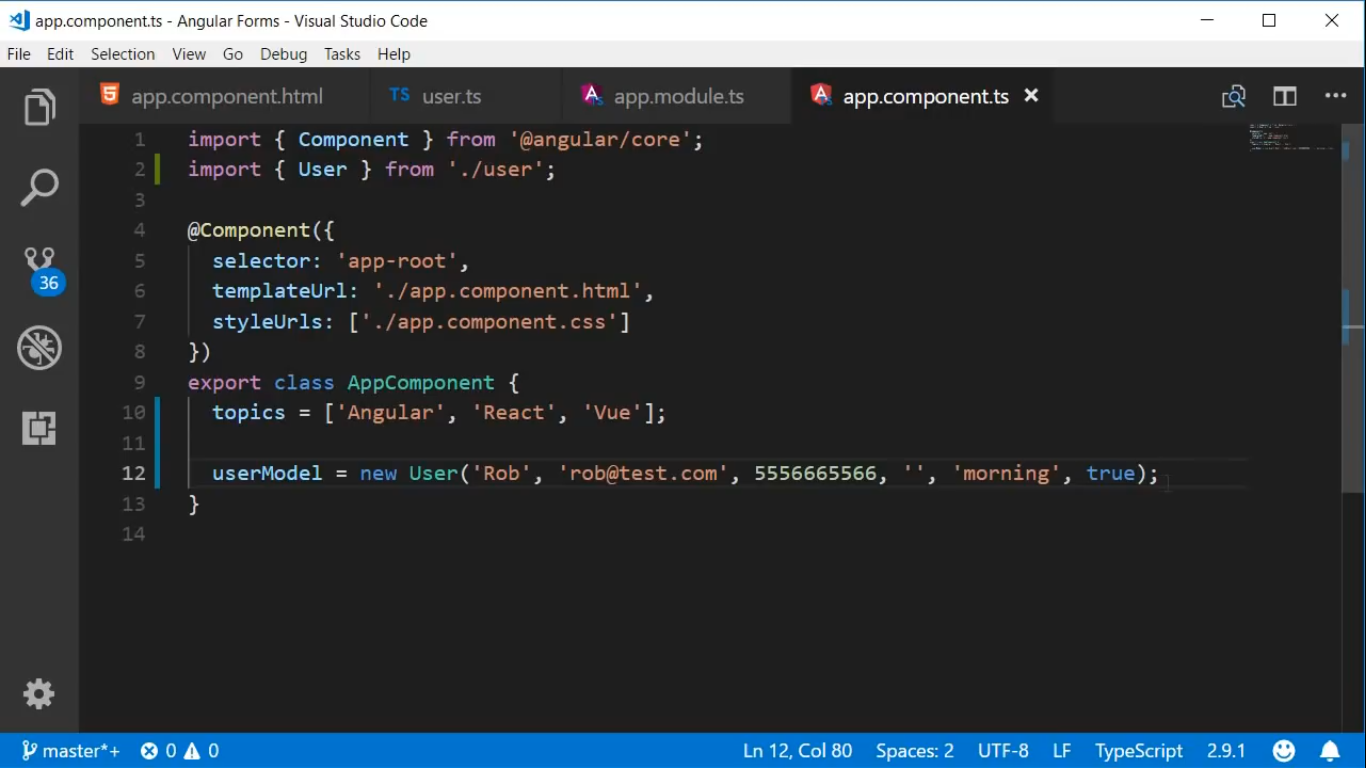 app.component.ts - Angular Forms - Visual Studio Code
File Edit Selection View Go Debug Tasks Help
app.component.html TS user.ts app.module.ts app.component.ts
1 import { Component } from '@angular/core';
2 import { User } from './user';
3
4 @Component({
5 selector: 'app-root',
6 templateUrl: './app.component.html',
7 styleUrls: ['./app.component.css']
8 })
9 export class AppComponent {
10 topics = ['Angular', 'React', 'Vue'];
11
12 userModel = new User('Rob', 'rob@test.com', 5556665566, '', 'morning', true);
13 }
14
36
master*+ 0 0 Ln 12, Col 80 Spaces: 2 UTF-8 LF TypeScript 2.9.1